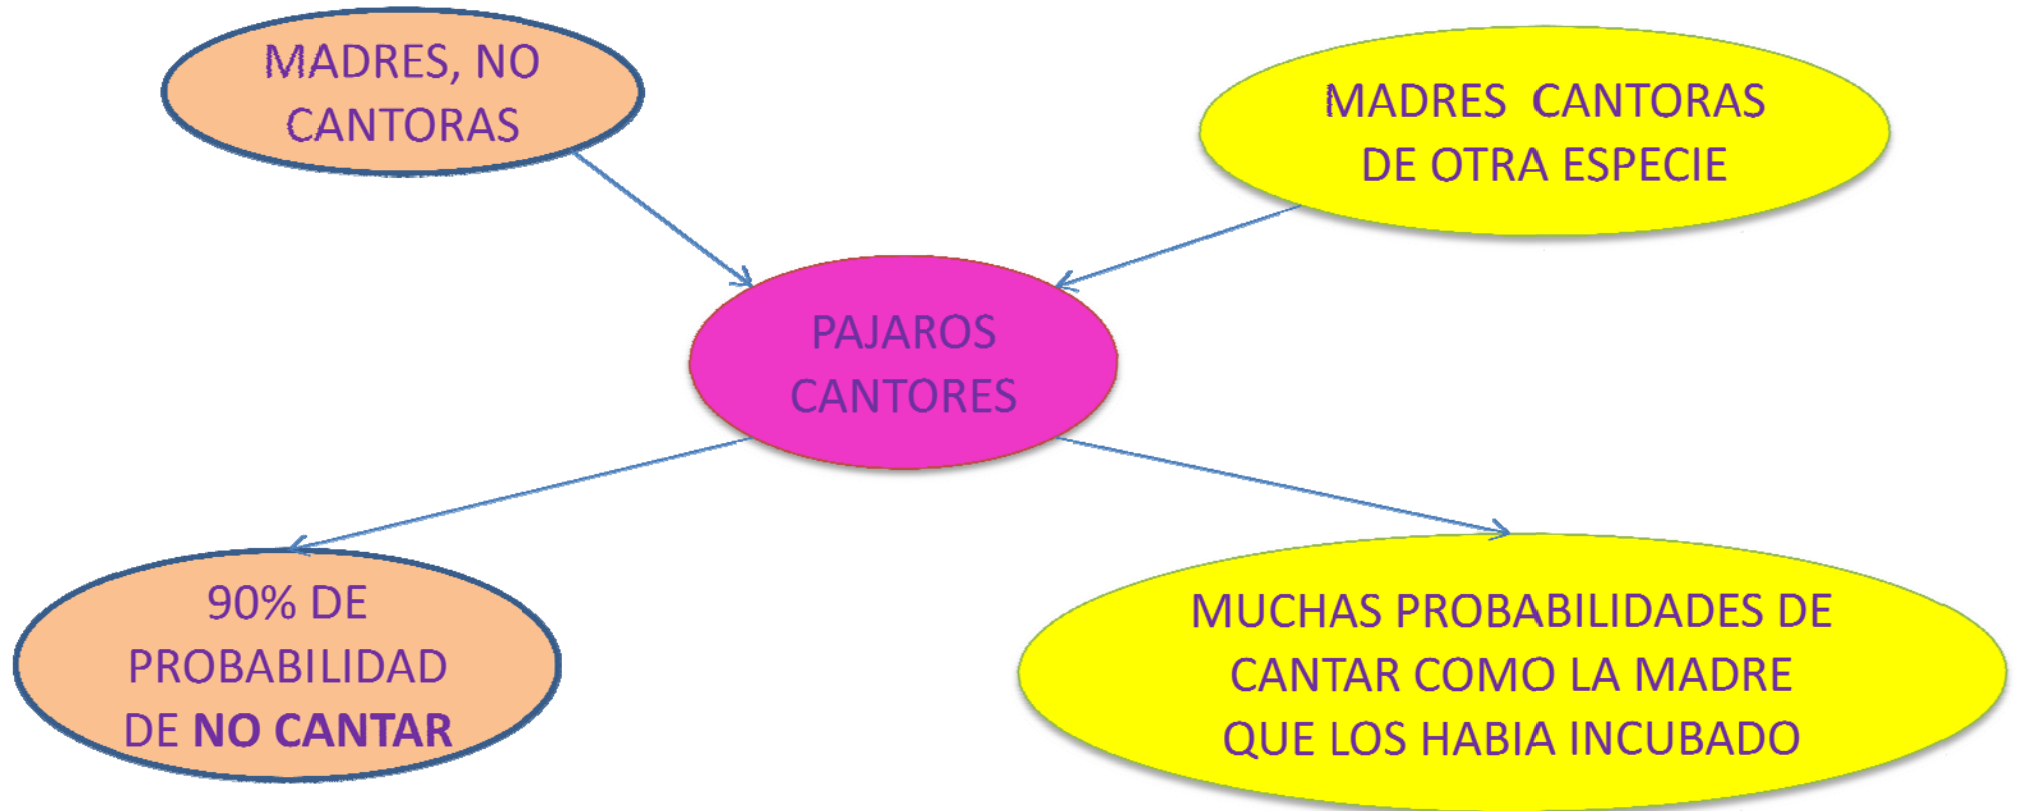 MADRES, NO
CANTORAS
MADRES CANTORAS
DE OTRA ESPECIE
PAJAROS
CANTORES
90% DE
PROBABILIDAD
DE NO CANTAR
MUCHAS PROBABILIDADES DE
CANTAR COMO LA MADRE
QUE LOS HABIA INCUBADO